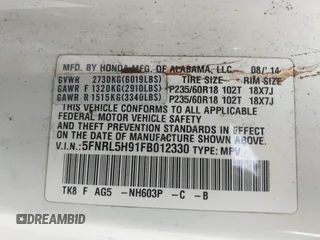 MFD. BY HONDA MFG. OF ALABAMA, LLC. 08/14
GVWR 2730KG(6019LBS) TIRE SIZE RIM SIZE
GAWR F 1320KG(2910LBS) P235/60R18 102T 18X7J
GAWR R 1515KG(3340LBS) P235/60R18 102T 18X7J
THIS VEHICLE CONFORMS TO ALL APPLICABLE
FEDERAL MOTOR VEHICLE SAFETY AND
THEFT PREVENTION STANDARDS IN EFFECT ON
THE DATE OF MANUFACTURE SHOWN ABOVE.
V.I.N.: 5FNRL5H91FB012330 TYPE: MPV
TK8 F AG5 -NH603P -C -B
DREAMBID